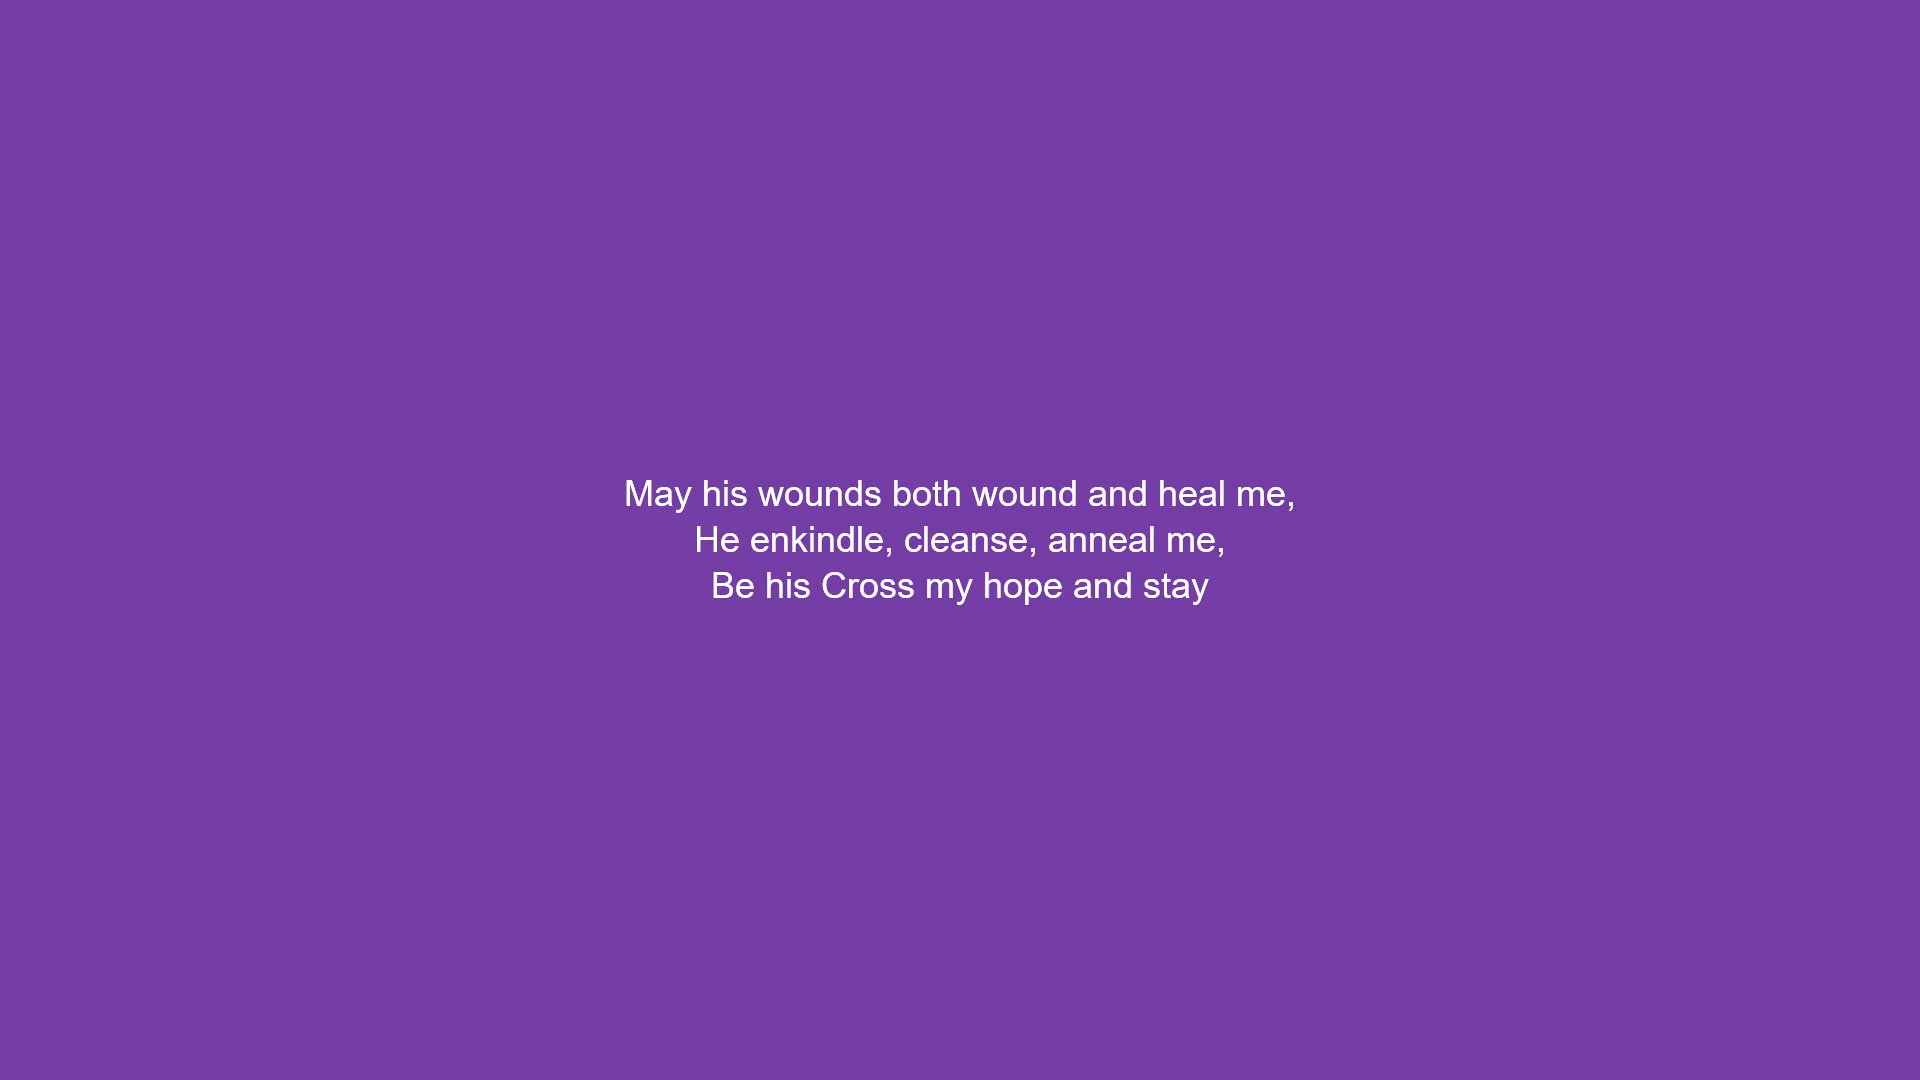 May his wounds both wound and heal me,
He enkindle, cleanse, anneal me,
Be his Cross my hope and stay